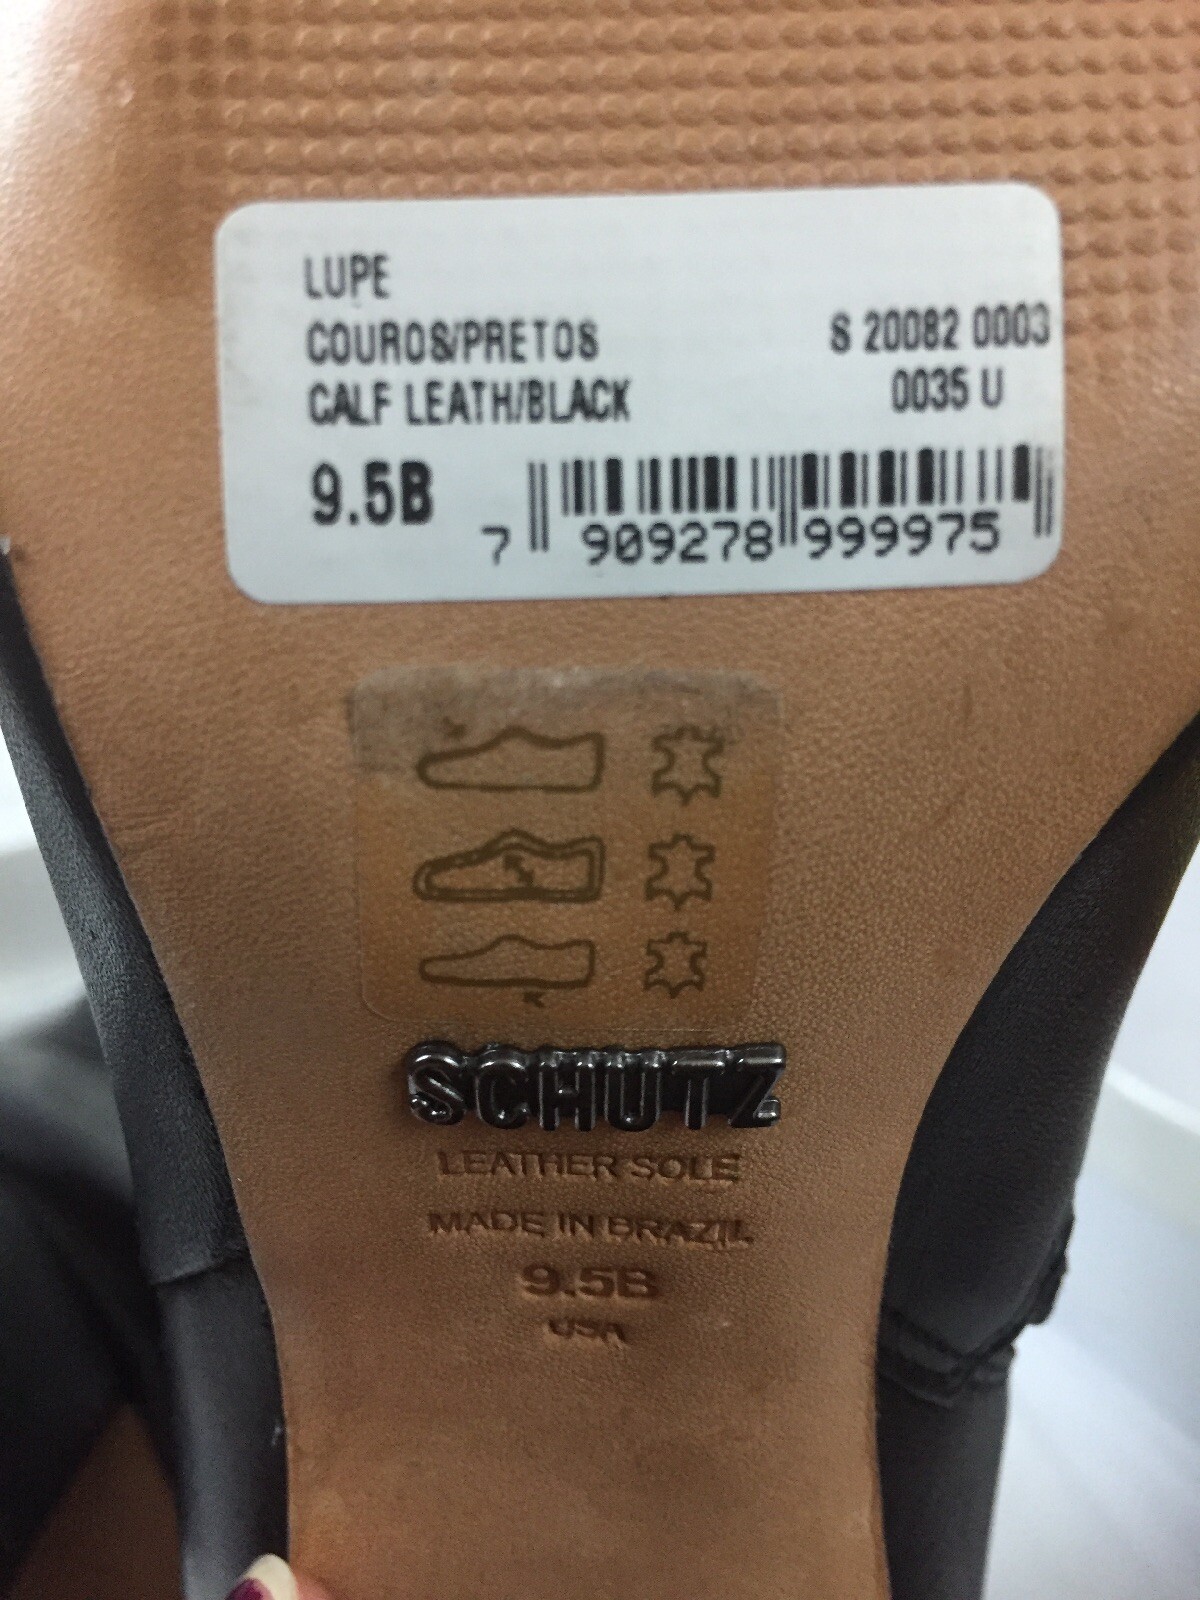 LUPE
COUROS/PRETOS S 20082 0003
CALF LEATH/BLACK 0035 U
9.5B
7 909278 999975
SCHUTZ
LEATHER SOLE
MADE IN BRAZIL
9.5B
USA